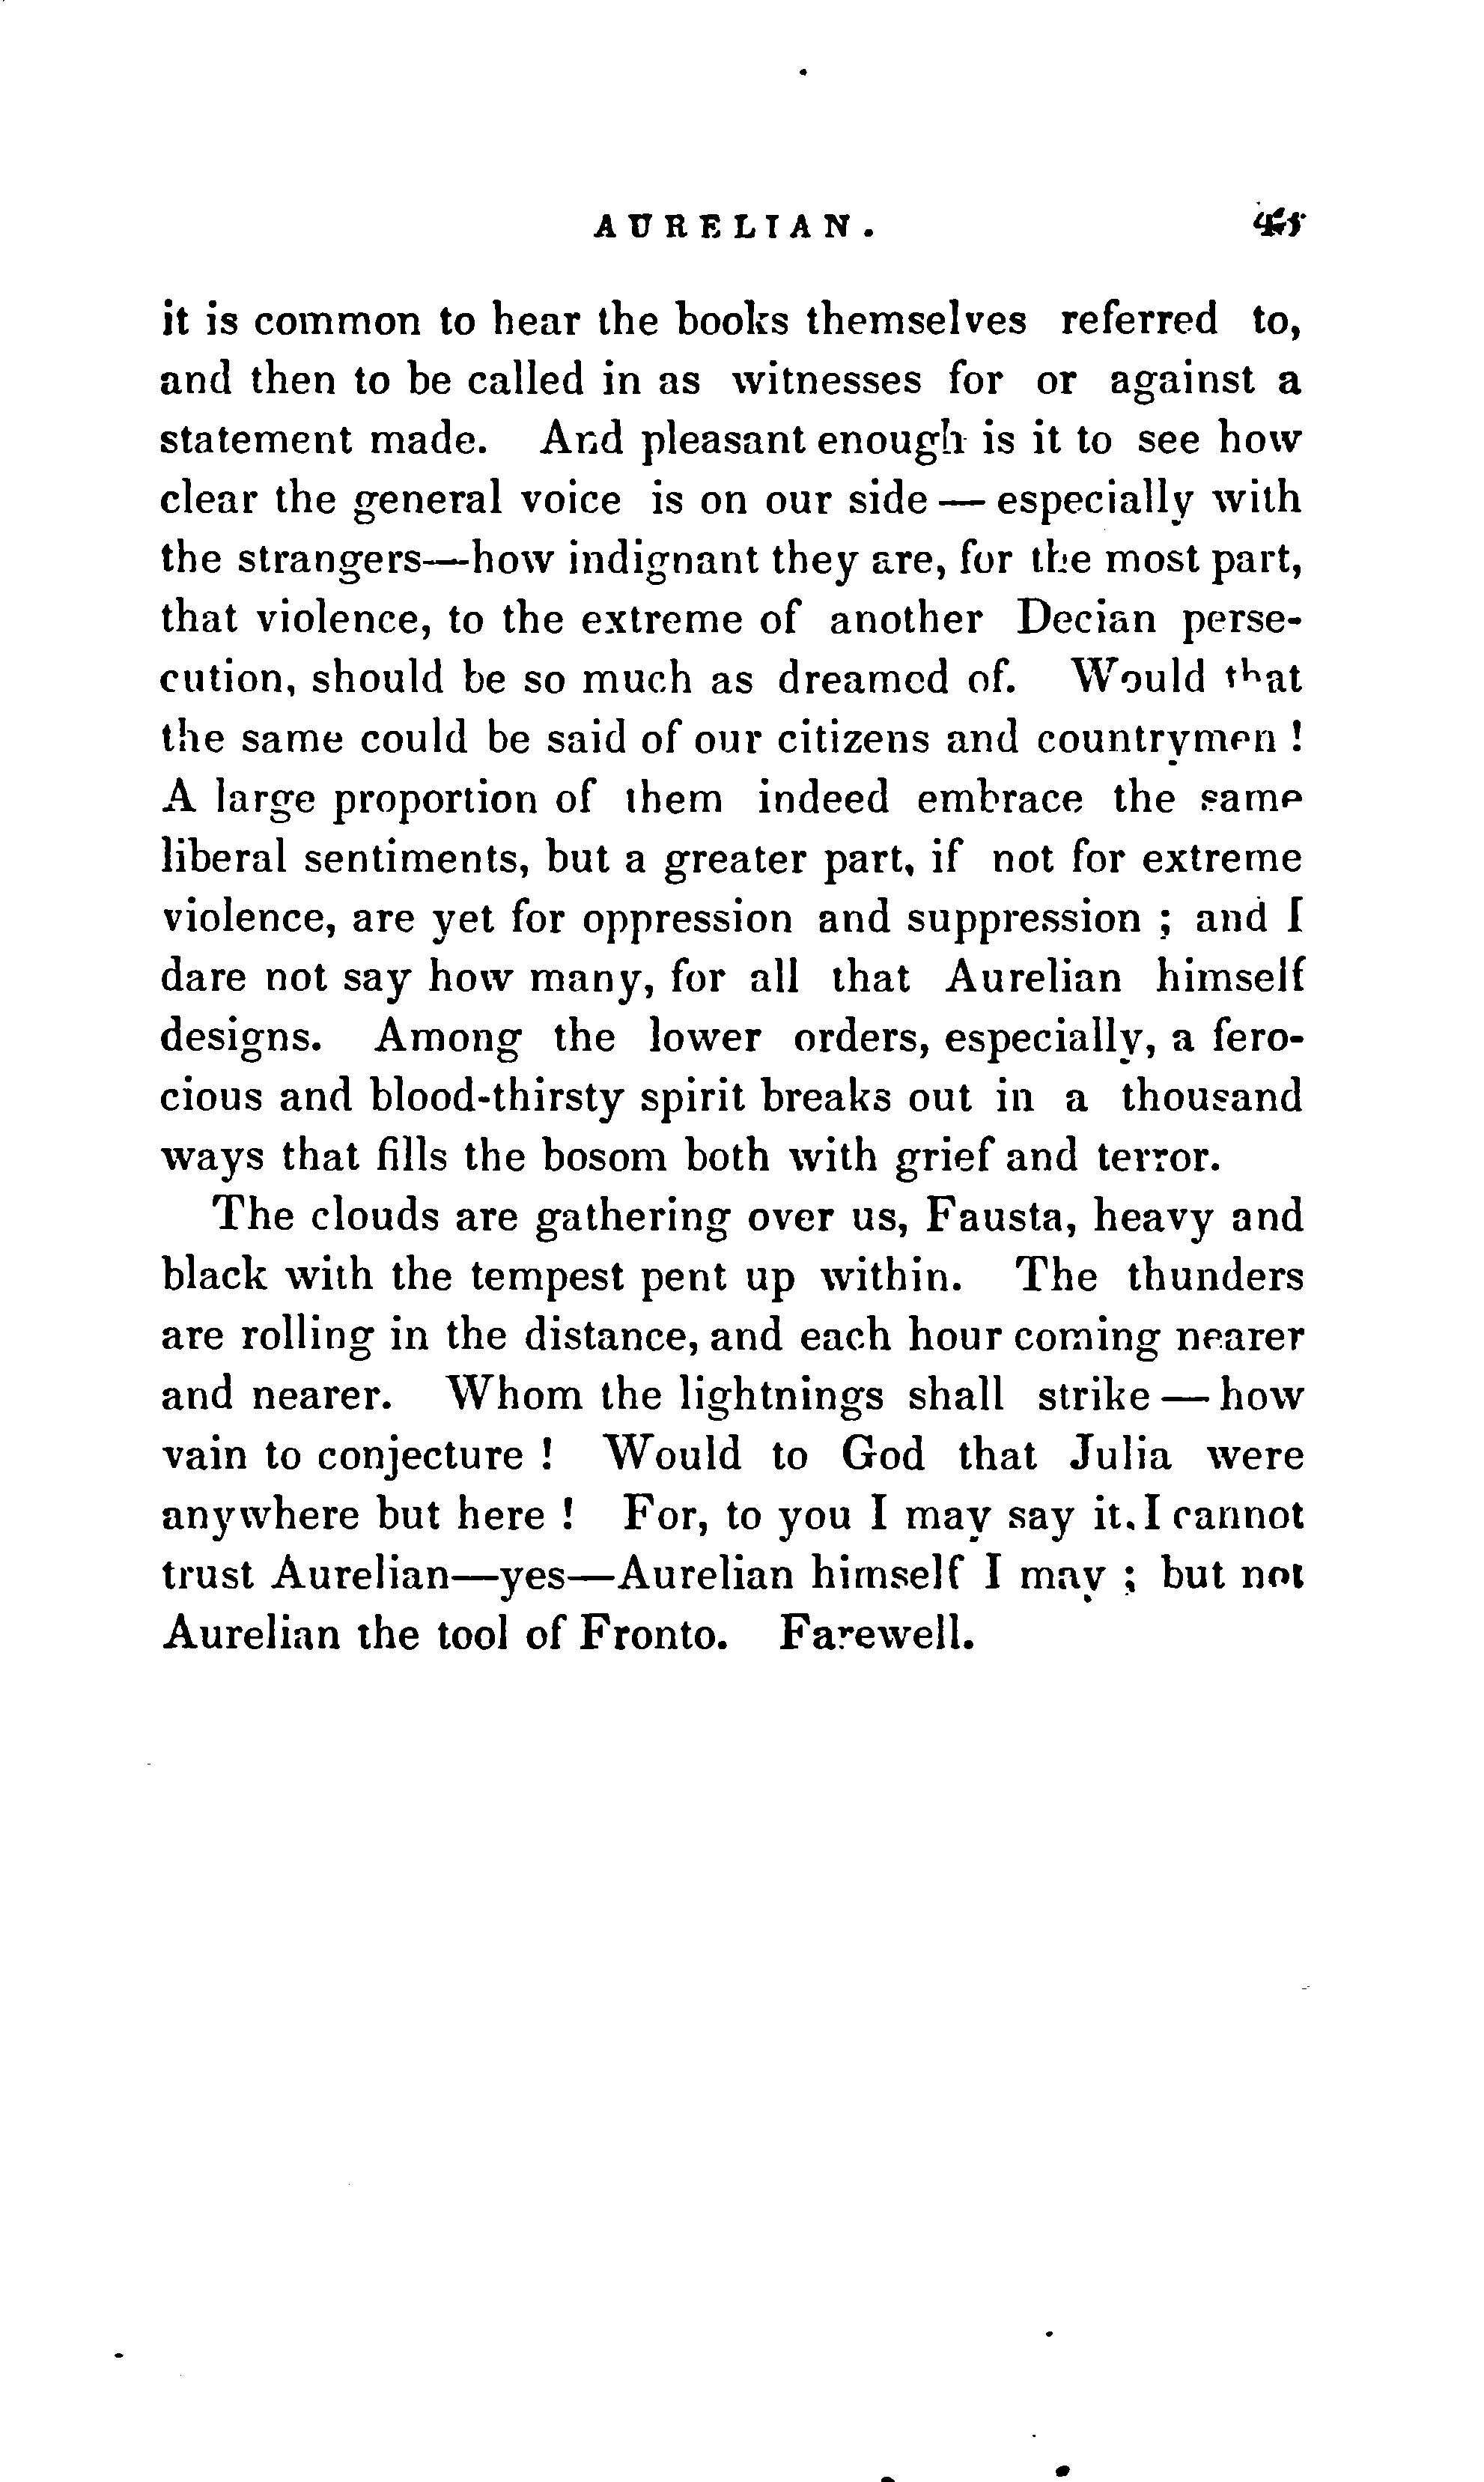 AURELIAN.
it is common to hear the books themselves referred to,
and then to be called in as witnesses for or against a
statement made. And pleasant enough is it to see how
clear the general voice is on our side — especially with
the strangers—how indignant they are, for the most part,
that violence, to the extreme of another Decian perse-
cution, should be so much as dreamed of. Would that
the same could be said of our citizens and countrymen !
A large proportion of them indeed embrace the same
liberal sentiments, but a greater part, if not for extreme
violence, are yet for oppression and suppression ; and I
dare not say how many, for all that Aurelian himself
designs. Among the lower orders, especially, a fero-
cious and blood-thirsty spirit breaks out in a thousand
ways that fills the bosom both with grief and terror.
The clouds are gathering over us, Fausta, heavy and
black with the tempest pent up within. The thunders
are rolling in the distance, and each hour coming nearer
and nearer. Whom the lightnings shall strike — how
vain to conjecture ! Would to God that Julia were
anywhere but here ! For, to you I may say it, I cannot
trust Aurelian—yes—Aurelian himself I may ; but not
Aurelian the tool of Fronto. Farewell.